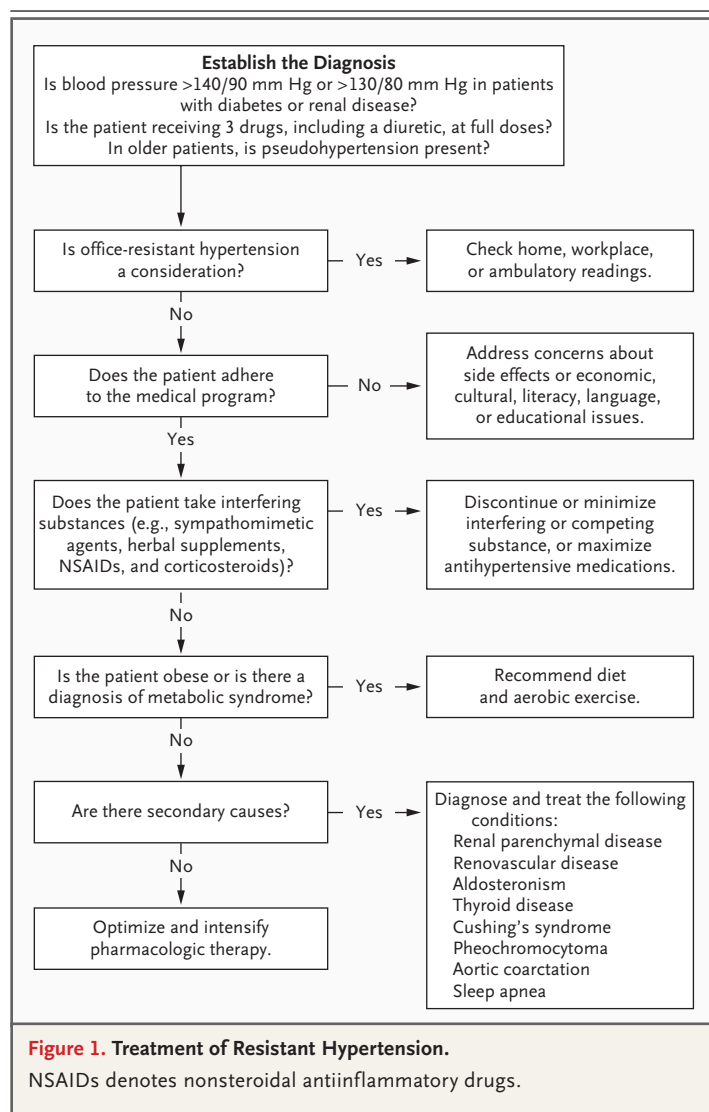 Establish the Diagnosis
Is blood pressure >140/90 mm Hg or >130/80 mm Hg in patients
with diabetes or renal disease?
Is the patient receiving 3 drugs, including a diuretic, at full doses?
In older patients, is pseudohypertension present?
Is office-resistant hypertension
a consideration?
Yes
Check home, workplace,
or ambulatory readings.
No
Does the patient adhere
to the medical program?
No
Address concerns about
side effects or economic,
cultural, literacy, language,
or educational issues.
Yes
Does the patient take interfering
substances (e.g., sympathomimetic
agents, herbal supplements,
NSAIDs, and corticosteroids)?
Yes
Discontinue or minimize
interfering or competing
substance, or maximize
antihypertensive medications.
No
Is the patient obese or is there a
diagnosis of metabolic syndrome?
Yes
Recommend diet
and aerobic exercise.
No
Are there secondary causes?
Yes
Diagnose and treat the following
conditions:
Renal parenchymal disease
Renovascular disease
Aldosteronism
Thyroid disease
Cushing's syndrome
Pheochromocytoma
Aortic coarctation
Sleep apnea
No
Optimize and intensify
pharmacologic therapy.
Figure 1. Treatment of Resistant Hypertension.
NSAIDs denotes nonsteroidal antiinflammatory drugs.